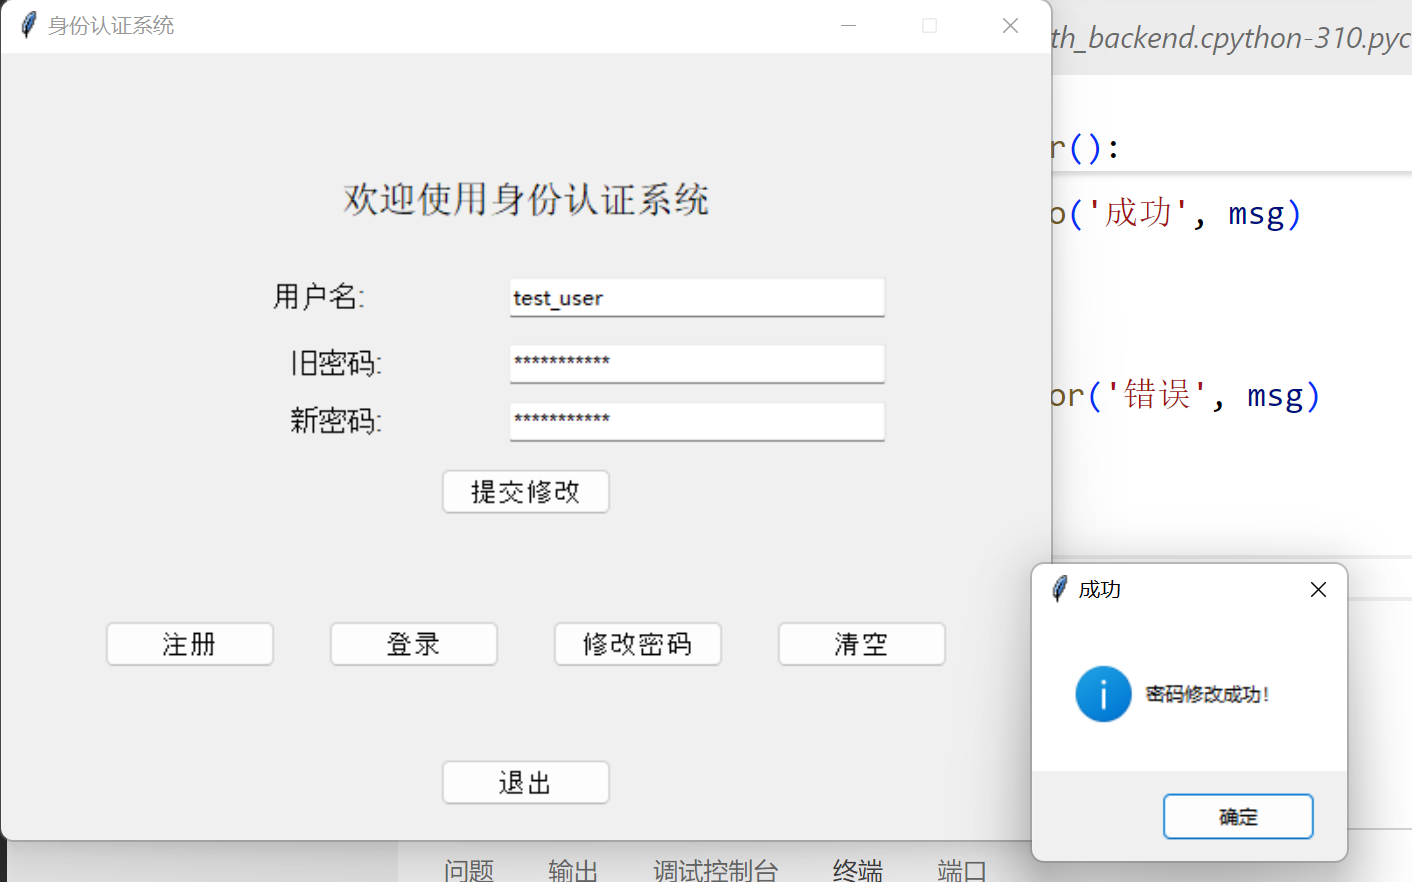 身份认证系统
th_backend.cpython-310.pyc
r():
欢迎使用身份认证系统
o('成功', msg)
用户名:
test_user
旧密码:
***********
or('错误', msg)
新密码:
***********
提交修改
成功
注册
登录
修改密码
清空
密码修改成功!
退出
确定
问题
输出
调试控制台
终端
端口